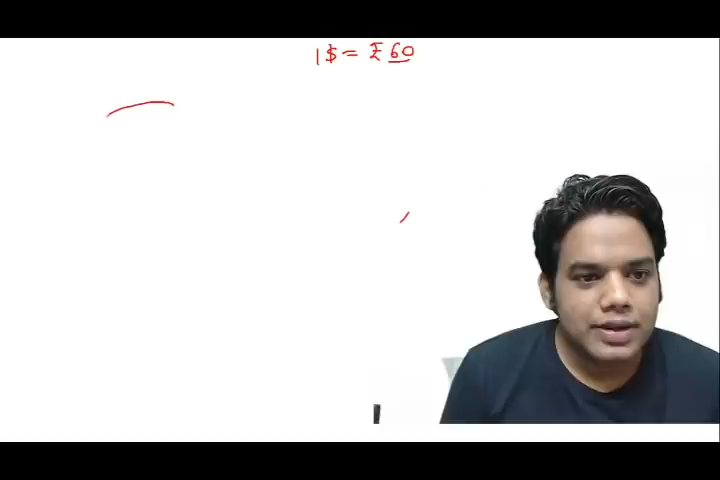 1$ = ₹ 60